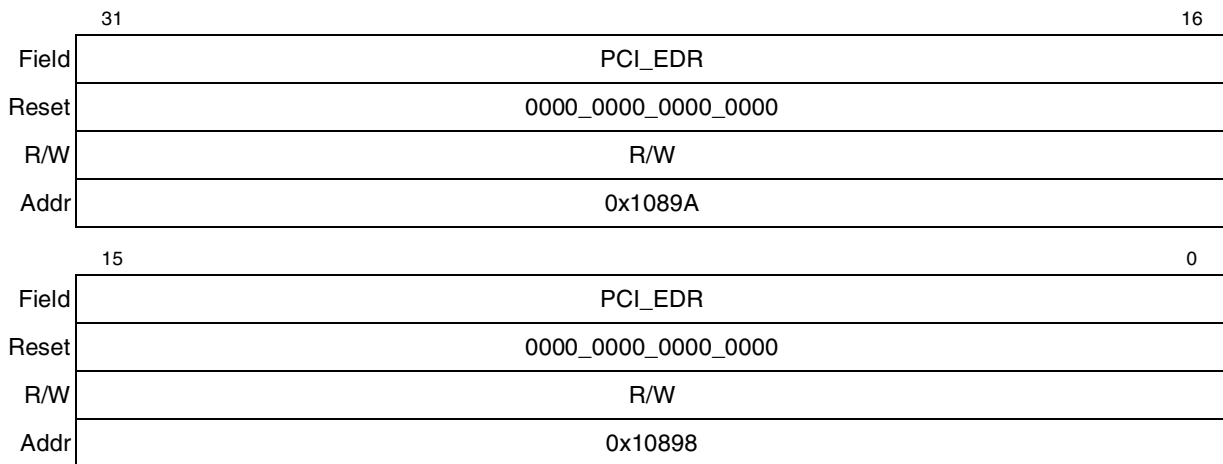 31 16
Field PCI_EDR
Reset 0000_0000_0000_0000
R/W R/W
Addr 0x1089A
15 0
Field PCI_EDR
Reset 0000_0000_0000_0000
R/W R/W
Addr 0x10898